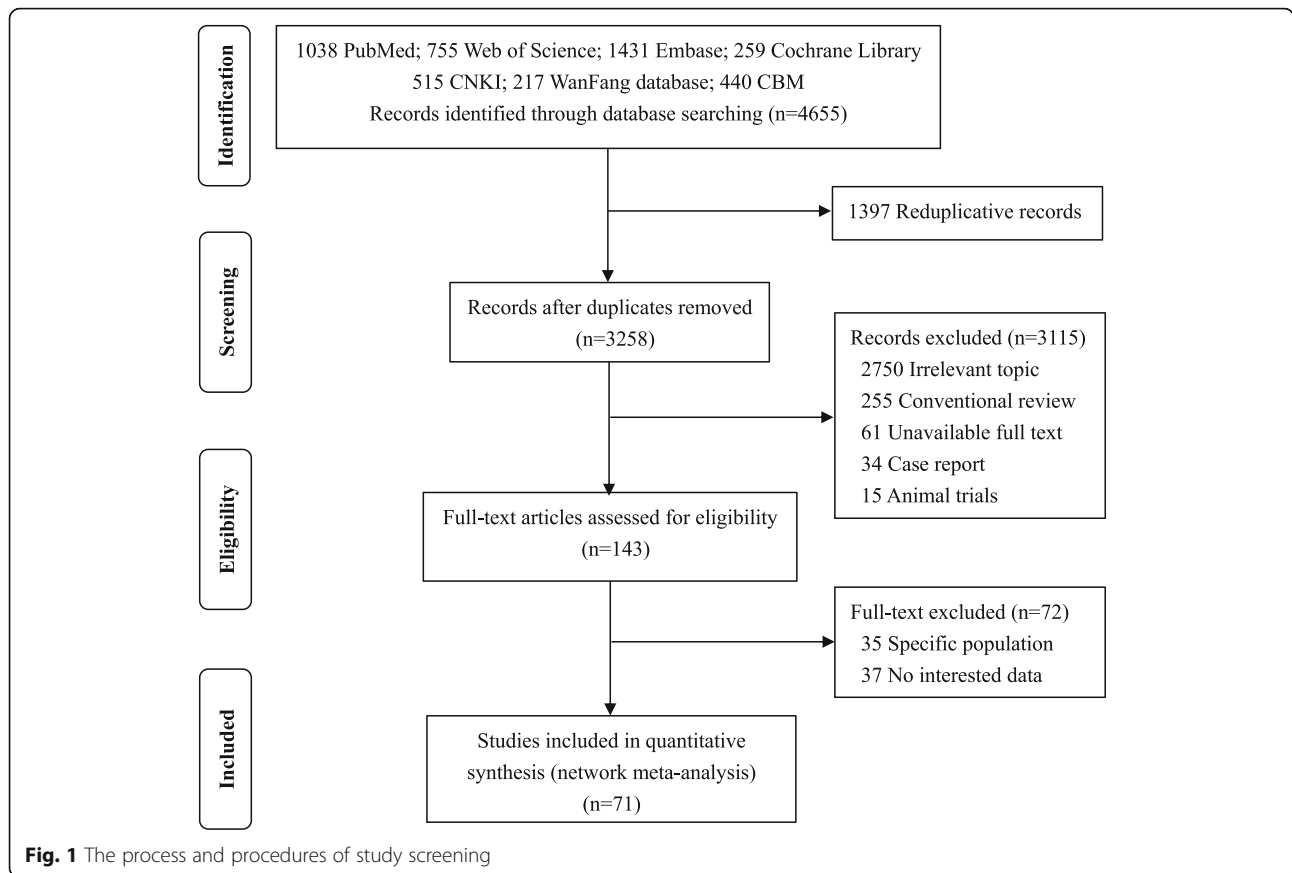 Identification
1038 PubMed; 755 Web of Science; 1431 Embase; 259 Cochrane Library
515 CNKI; 217 WanFang database; 440 CBM
Records identified through database searching (n=4655)
1397 Reduplicative records
Screening
Records after duplicates removed
(n=3258)
Records excluded (n=3115)
2750 Irrelevant topic
255 Conventional review
61 Unavailable full text
34 Case report
15 Animal trials
Eligibility
Full-text articles assessed for eligibility
(n=143)
Full-text excluded (n=72)
35 Specific population
37 No interested data
Included
Studies included in quantitative
synthesis (network meta-analysis)
(n=71)
Fig. 1 The process and procedures of study screening